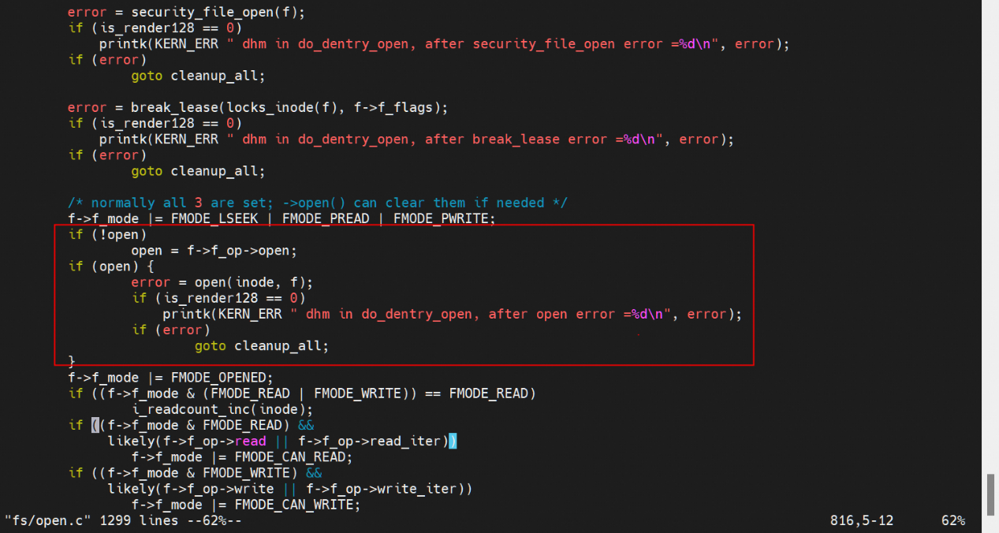 error = security_file_open(f);
if (is_render128 == 0)
printk(KERN_ERR " dhm in do_dentry_open, after security_file_open error =%d\n", error);
if (error)
goto cleanup_all;
error = break_lease(locks_inode(f), f->f_flags);
if (is_render128 == 0)
printk(KERN_ERR " dhm in do_dentry_open, after break_lease error =%d\n", error);
if (error)
goto cleanup_all;
/* normally all 3 are set; ->open() can clear them if needed */
f->f_mode |= FMODE_LSEEK | FMODE_PREAD | FMODE_PWRITE;
if (!open)
open = f->f_op->open;
if (open) {
error = open(inode, f);
if (is_render128 == 0)
printk(KERN_ERR " dhm in do_dentry_open, after open error =%d\n", error);
if (error)
goto cleanup_all;
}
f->f_mode |= FMODE_OPENED;
if ((f->f_mode & (FMODE_READ | FMODE_WRITE)) == FMODE_READ)
i_readcount_inc(inode);
if ((f->f_mode & FMODE_READ) &&
likely(f->f_op->read || f->f_op->read_iter))
f->f_mode |= FMODE_CAN_READ;
if ((f->f_mode & FMODE_WRITE) &&
likely(f->f_op->write || f->f_op->write_iter))
f->f_mode |= FMODE_CAN_WRITE;
"fs/open.c" 1299 lines --62%-- 816,5-12 62%